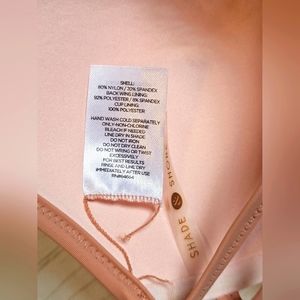 SHELL:
80% NYLON / 20% SPANDEX
BACK WING LINING:
92% POLYESTER / 8% SPANDEX
CUP LINING:
100% POLYESTER
HAND WASH COLD SEPARATELY
ONLY-NON-CHLORINE
BLEACH IF NEEDED
LINE DRY IN SHADE
DO NOT IRON
DO NOT DRY CLEAN
DO NOT WRING OR TWIST
EXCESSIVELY
FOR BEST RESULTS
RINSE AND LINE DRY
IMMEDIATELY AFTER USE
SHADE & SHORE